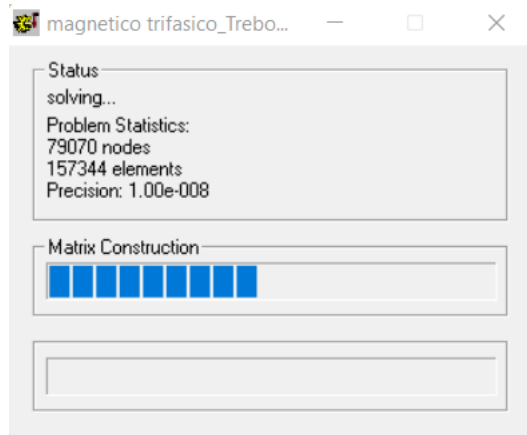 magnetico trifasico_Trebo...
Status
solving...
Problem Statistics:
79070 nodes
157344 elements
Precision: 1.00e-008
Matrix Construction